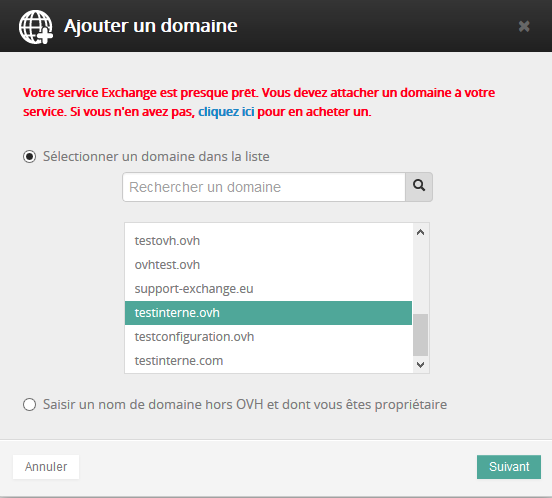 Ajouter un domaine
Votre service Exchange est presque prêt. Vous devez attacher un domaine à votre
service. Si vous n'en avez pas, cliquez ici pour en acheter un.
Sélectionner un domaine dans la liste
Rechercher un domaine
testovh.ovh
ovhtest.ovh
support-exchange.eu
testinterne.ovh
testconfiguration.ovh
testinterne.com
Saisir un nom de domaine hors OVH et dont vous êtes propriétaire
Annuler
Suivant